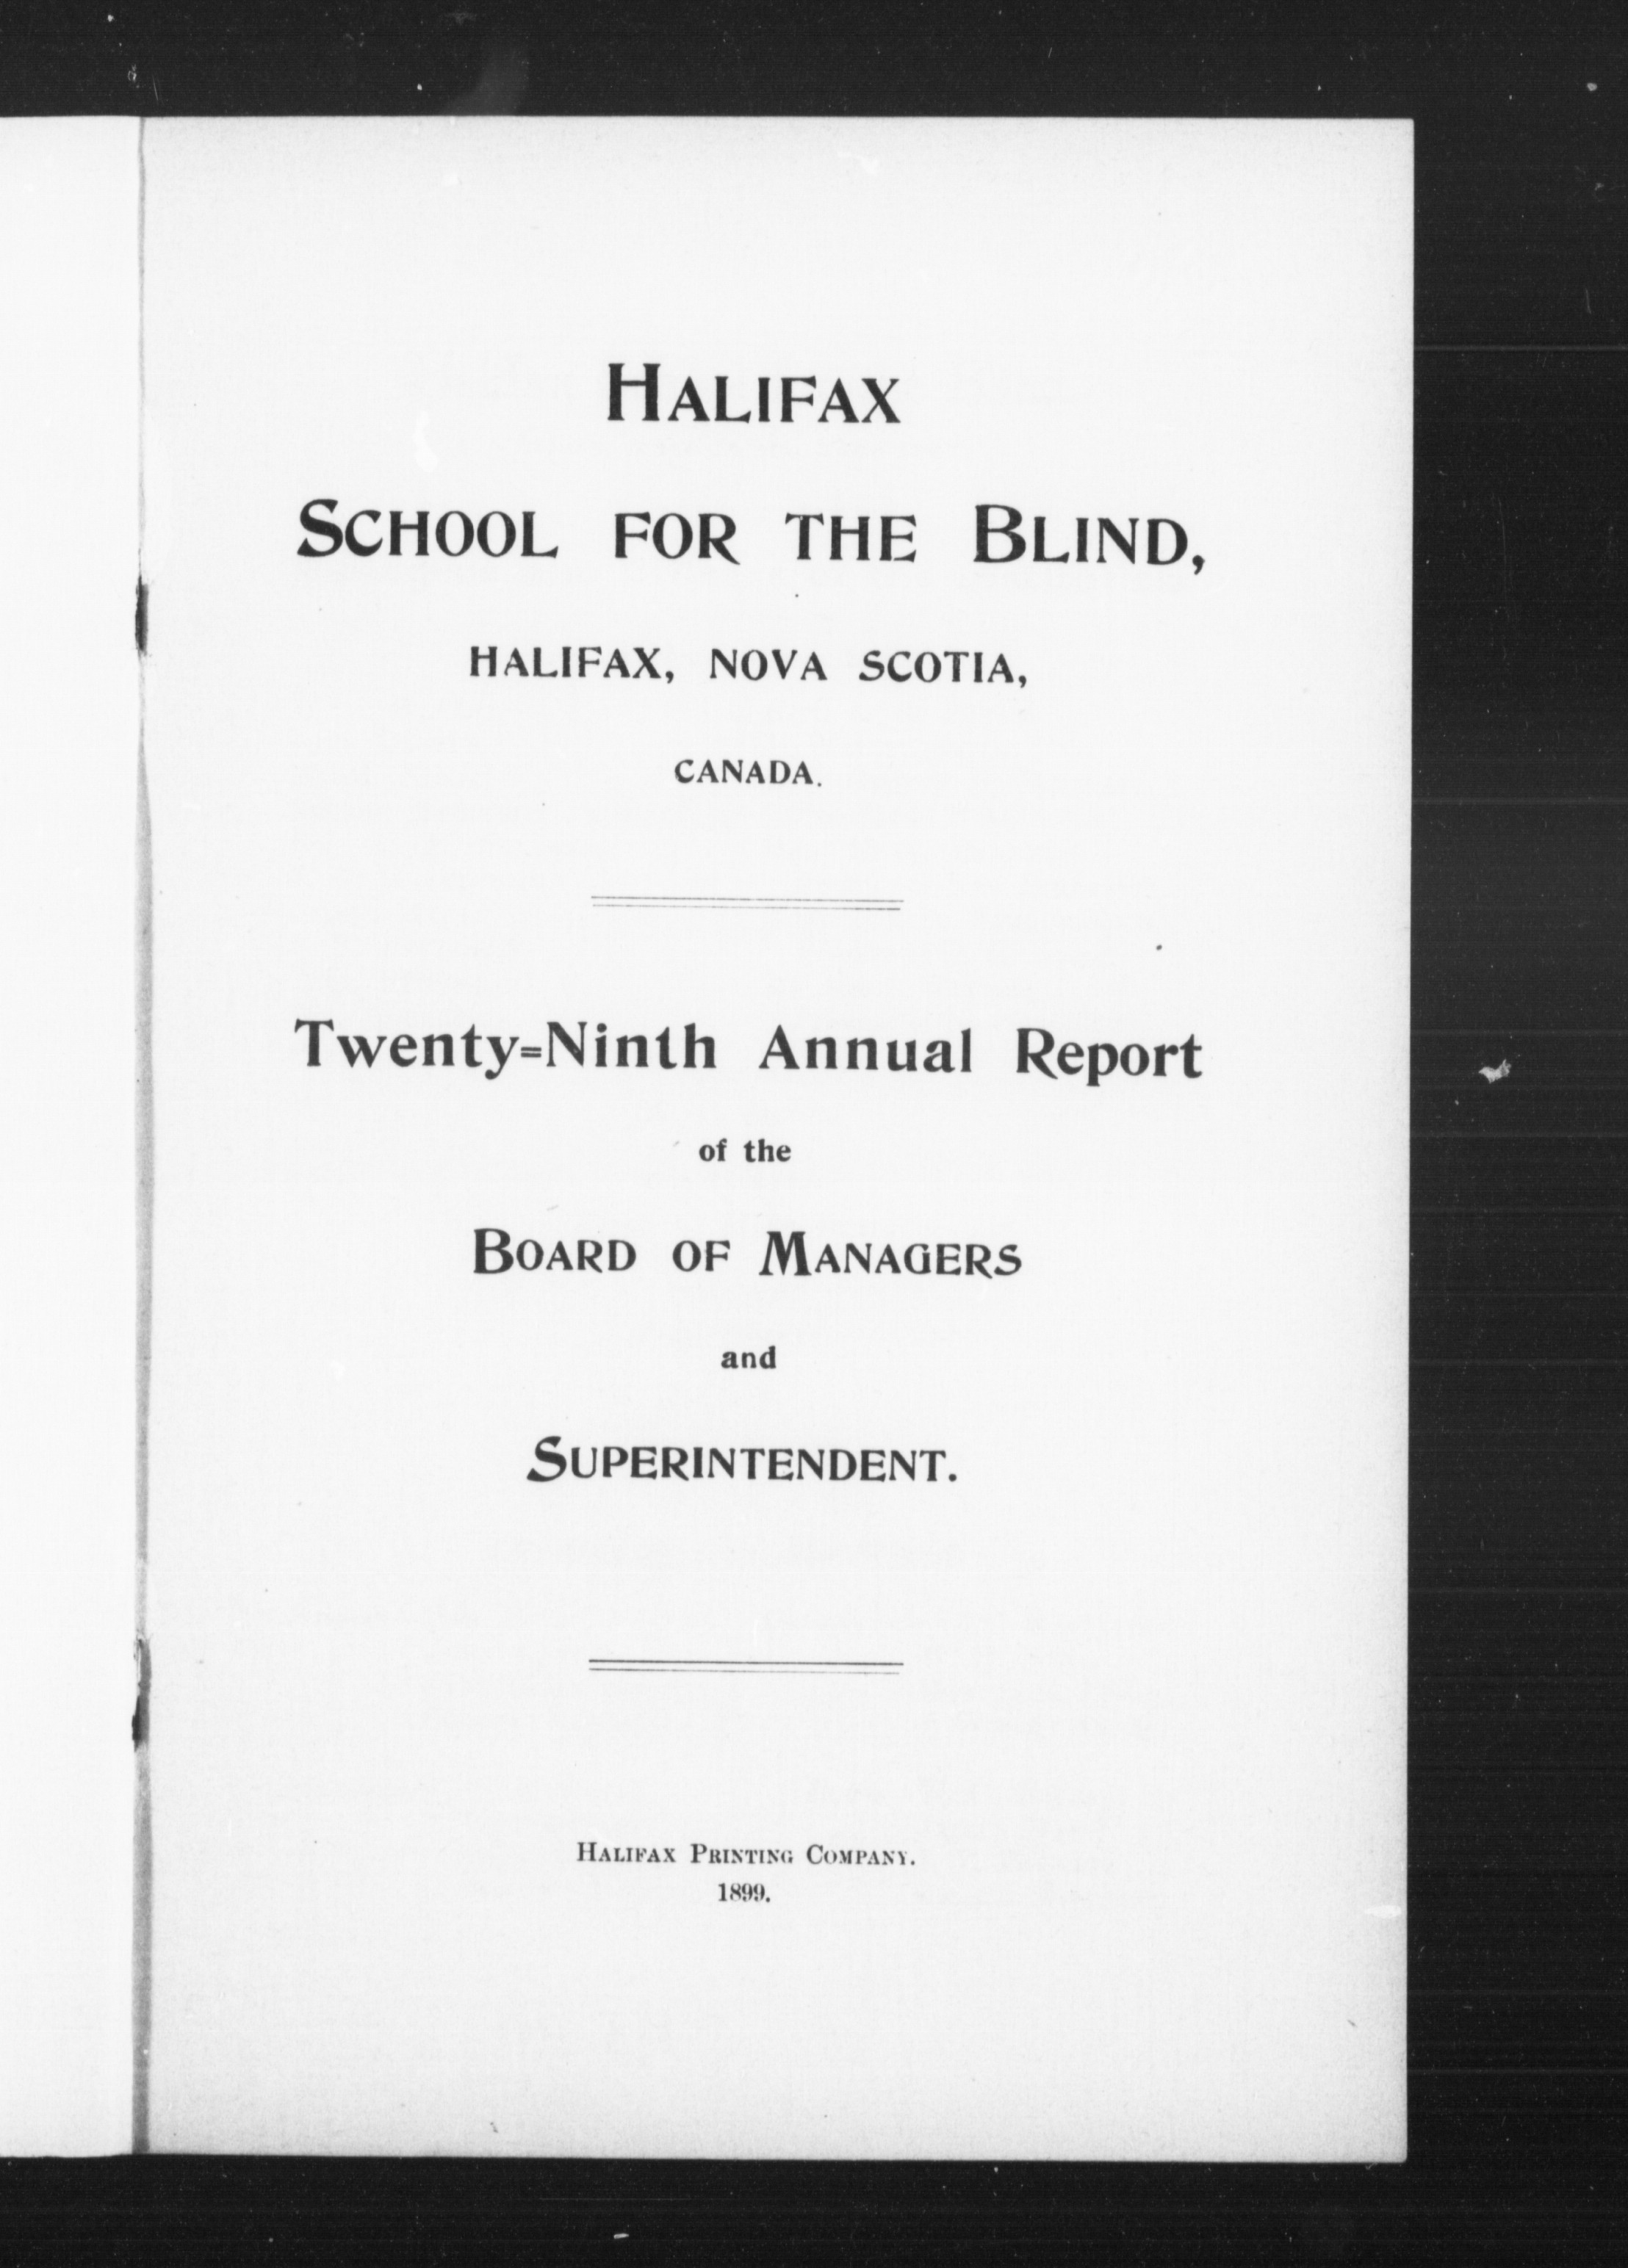 HALIFAX
SCHOOL FOR THE BLIND,
HALIFAX, NOVA SCOTIA,
CANADA.
Twenty=Ninth Annual Report
of the
BOARD OF MANAGERS
and
SUPERINTENDENT.
HALIFAX PRINTING COMPANY.
1899.